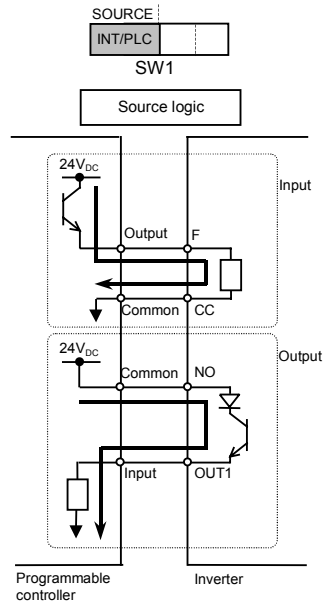 SOURCE
INT/PLC
SW1
Source logic
24VDC
Input
Output F
Common CC
24VDC
Output
Common NO
Input OUT1
Programmable
controller
Inverter